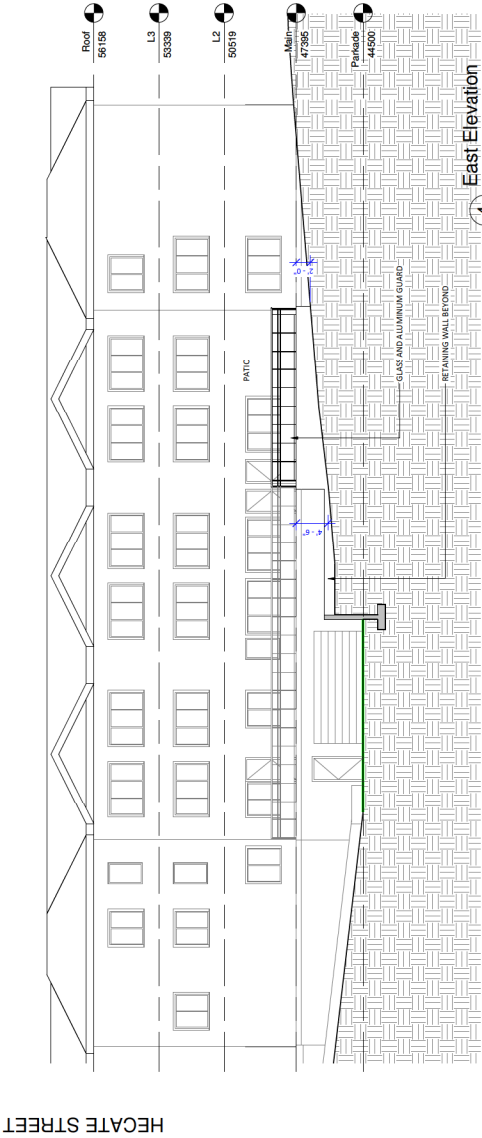 Roof
56158
L3
53339
L2
50519
Main
47395
Parkade
44500
PATIO
2' - 0"
4' - 6"
GLASS AND ALUMINUM GUARD
RETAINING WALL BEYOND
East Elevation
HECATE STREET